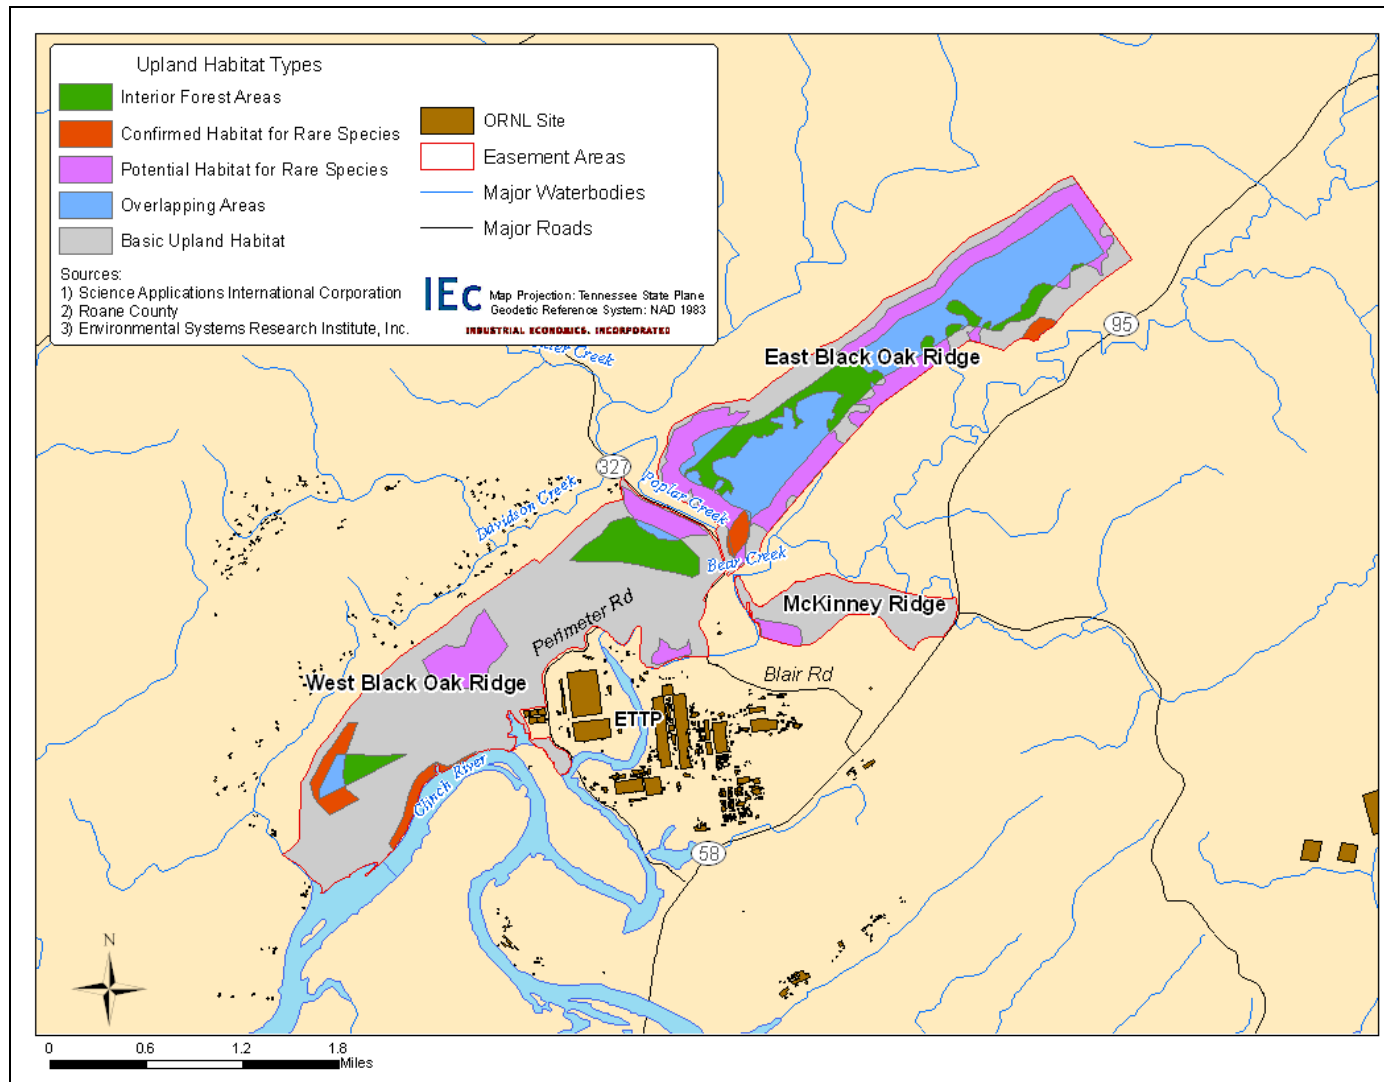 Upland Habitat Types
Interior Forest Areas
Confirmed Habitat for Rare Species
Potential Habitat for Rare Species
Overlapping Areas
Basic Upland Habitat
ORNL Site
Easement Areas
Major Waterbodies
Major Roads
Sources:
1) Science Applications International Corporation
2) Roane County
3) Environmental Systems Research Institute, Inc.
IEc
Map Projection: Tennessee State Plane
Geodetic Reference System: NAD 1983
INDUSTRIAL ECONOMICS, INCORPORATED
Creek
95
East Black Oak Ridge
327
Poplar Creek
Davidson Creek
Bear Creek
McKinney Ridge
Perimeter Rd
Blair Rd
West Black Oak Ridge
ETTP
Clinch River
58
N
0 0.6 1.2 1.8
Miles